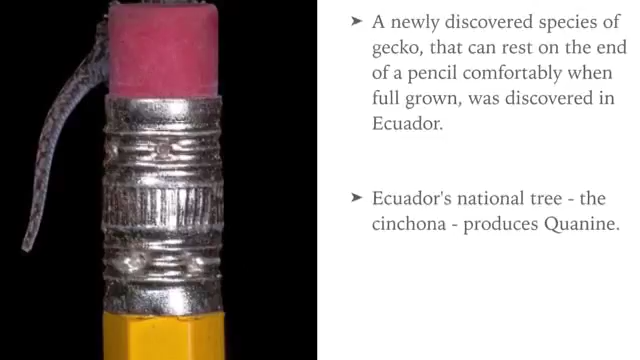 ➤ A newly discovered species of
gecko, that can rest on the end
of a pencil comfortably when
full grown, was discovered in
Ecuador.
➤ Ecuador's national tree - the
cinchona - produces Quanine.